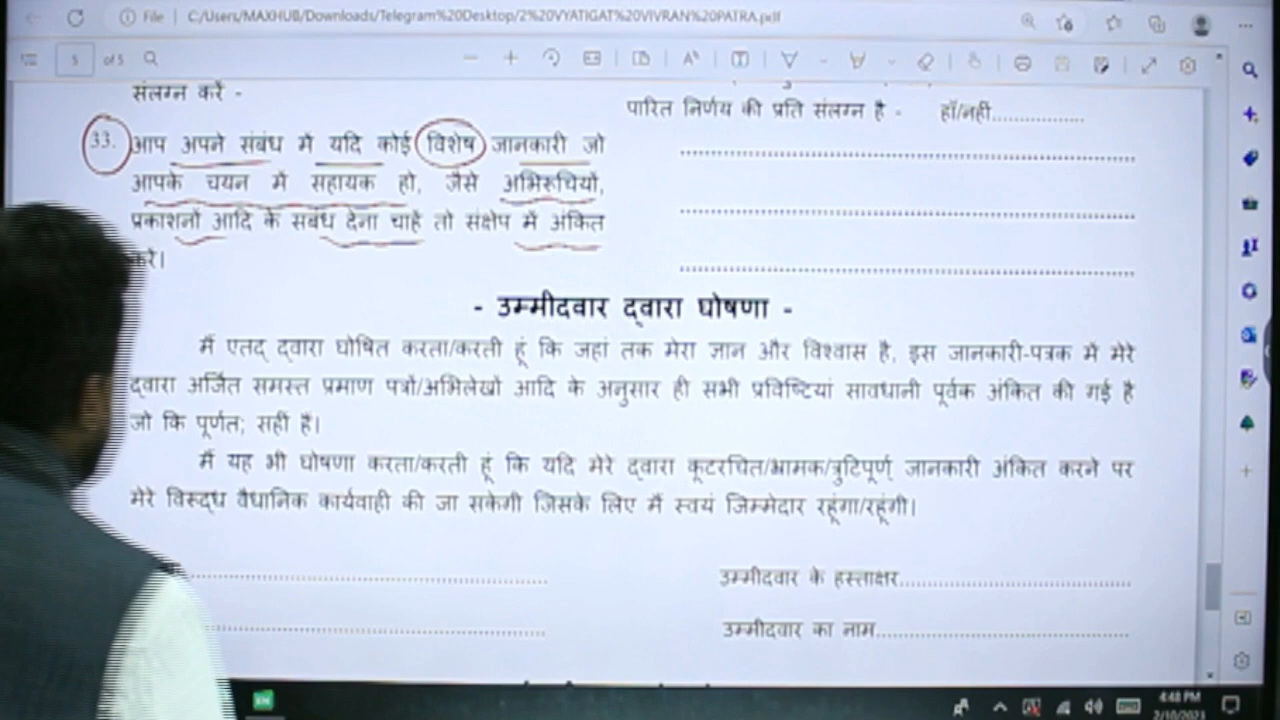 File
C:/Users/MAXHUB/Downloads/Telegram%20Desktop/2%20VYATIGAT%20VIVRAN%20PATRA.pdf
5 of 5
संलग्न करें -
पारित निर्णय की प्रति संलग्न है - हाँ/नहीं................
33. आप अपने संबंध में यदि कोई विशेष जानकारी जो
आपके चयन में सहायक हो, जैसे अभिरूचियों,
प्रकाशनों आदि के सबंध देना चाहें तो संक्षेप में अंकित
करें।
- उम्मीदवार द्वारा घोषणा -
मैं एतद् द्वारा घोषित करता/करती हूं कि जहां तक मेरा ज्ञान और विश्वास है, इस जानकारी-पत्रक में मेरे
द्वारा अर्जित समस्त प्रमाण पत्रों/अभिलेखों आदि के अनुसार ही सभी प्रविष्टियां सावधानी पूर्वक अंकित की गई है
जो कि पूर्णत; सही है।
मैं यह भी घोषणा करता/करती हूं कि यदि मेरे द्वारा कूटरचित/भ्रामक/त्रुटिपूर्ण् जानकारी अंकित करने पर
मेरे विरुद्ध वैधानिक कार्यवाही की जा सकेगी जिसके लिए मैं स्वयं जिम्मेदार रहूंगा/रहूंगी।
उम्मीदवार के हस्ताक्षर........................................
उम्मीदवार का नाम............................................
4:48 PM
2/10/2023